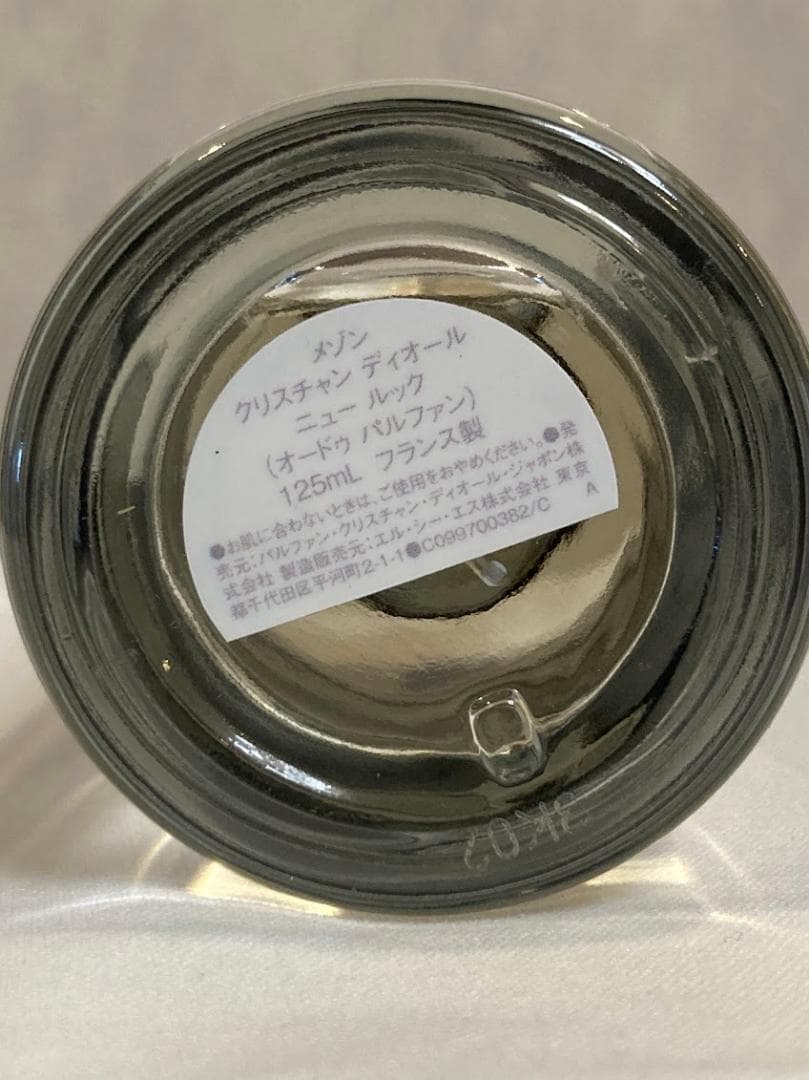 メゾン
クリスチャン ディオール
ニュー ルック
(オードゥ パルファン)
125mL フランス製
●お肌に合わないときは、ご使用をおやめください。●発
売元:パルファン・クリスチャン・ディオール・ジャポン株
式会社 製造販売元:エル・シー・エス株式会社 東京
都千代田区平河町2-1-1●C099700382/C A